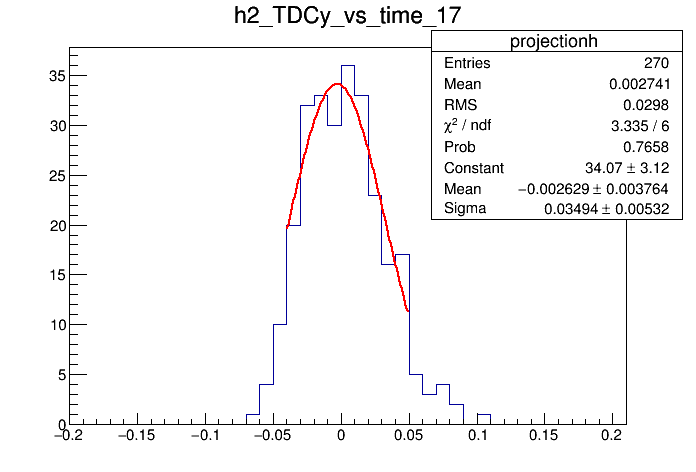 h2_TDCy_vs_time_17
projectionh
Entries 270
Mean 0.002741
RMS 0.0298
χ² / ndf 3.335 / 6
Prob 0.7658
Constant 34.07 ± 3.12
Mean −0.002629 ± 0.003764
Sigma 0.03494 ± 0.00532
35
30
25
20
15
10
5
0
−0.2 −0.15 −0.1 −0.05 0 0.05 0.1 0.15 0.2